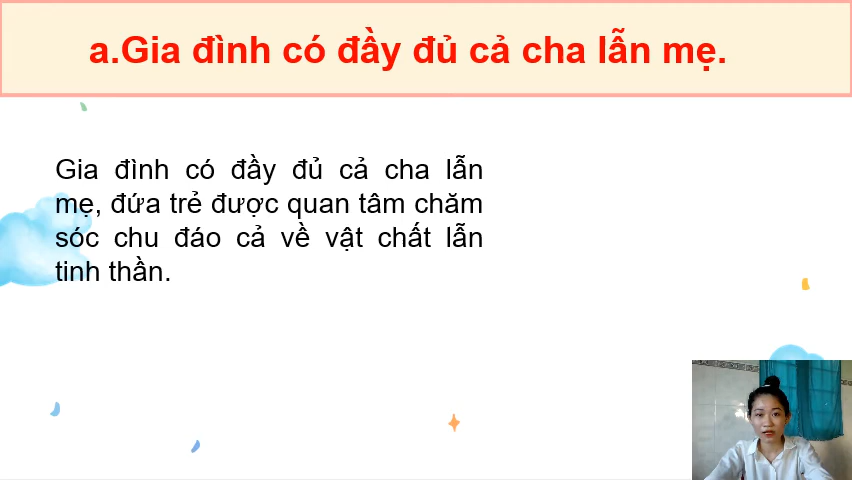 a.Gia đình có đầy đủ cả cha lẫn mẹ.
Gia đình có đầy đủ cả cha lẫn
mẹ, đứa trẻ được quan tâm chăm
sóc chu đáo cả về vật chất lẫn
tinh thần.